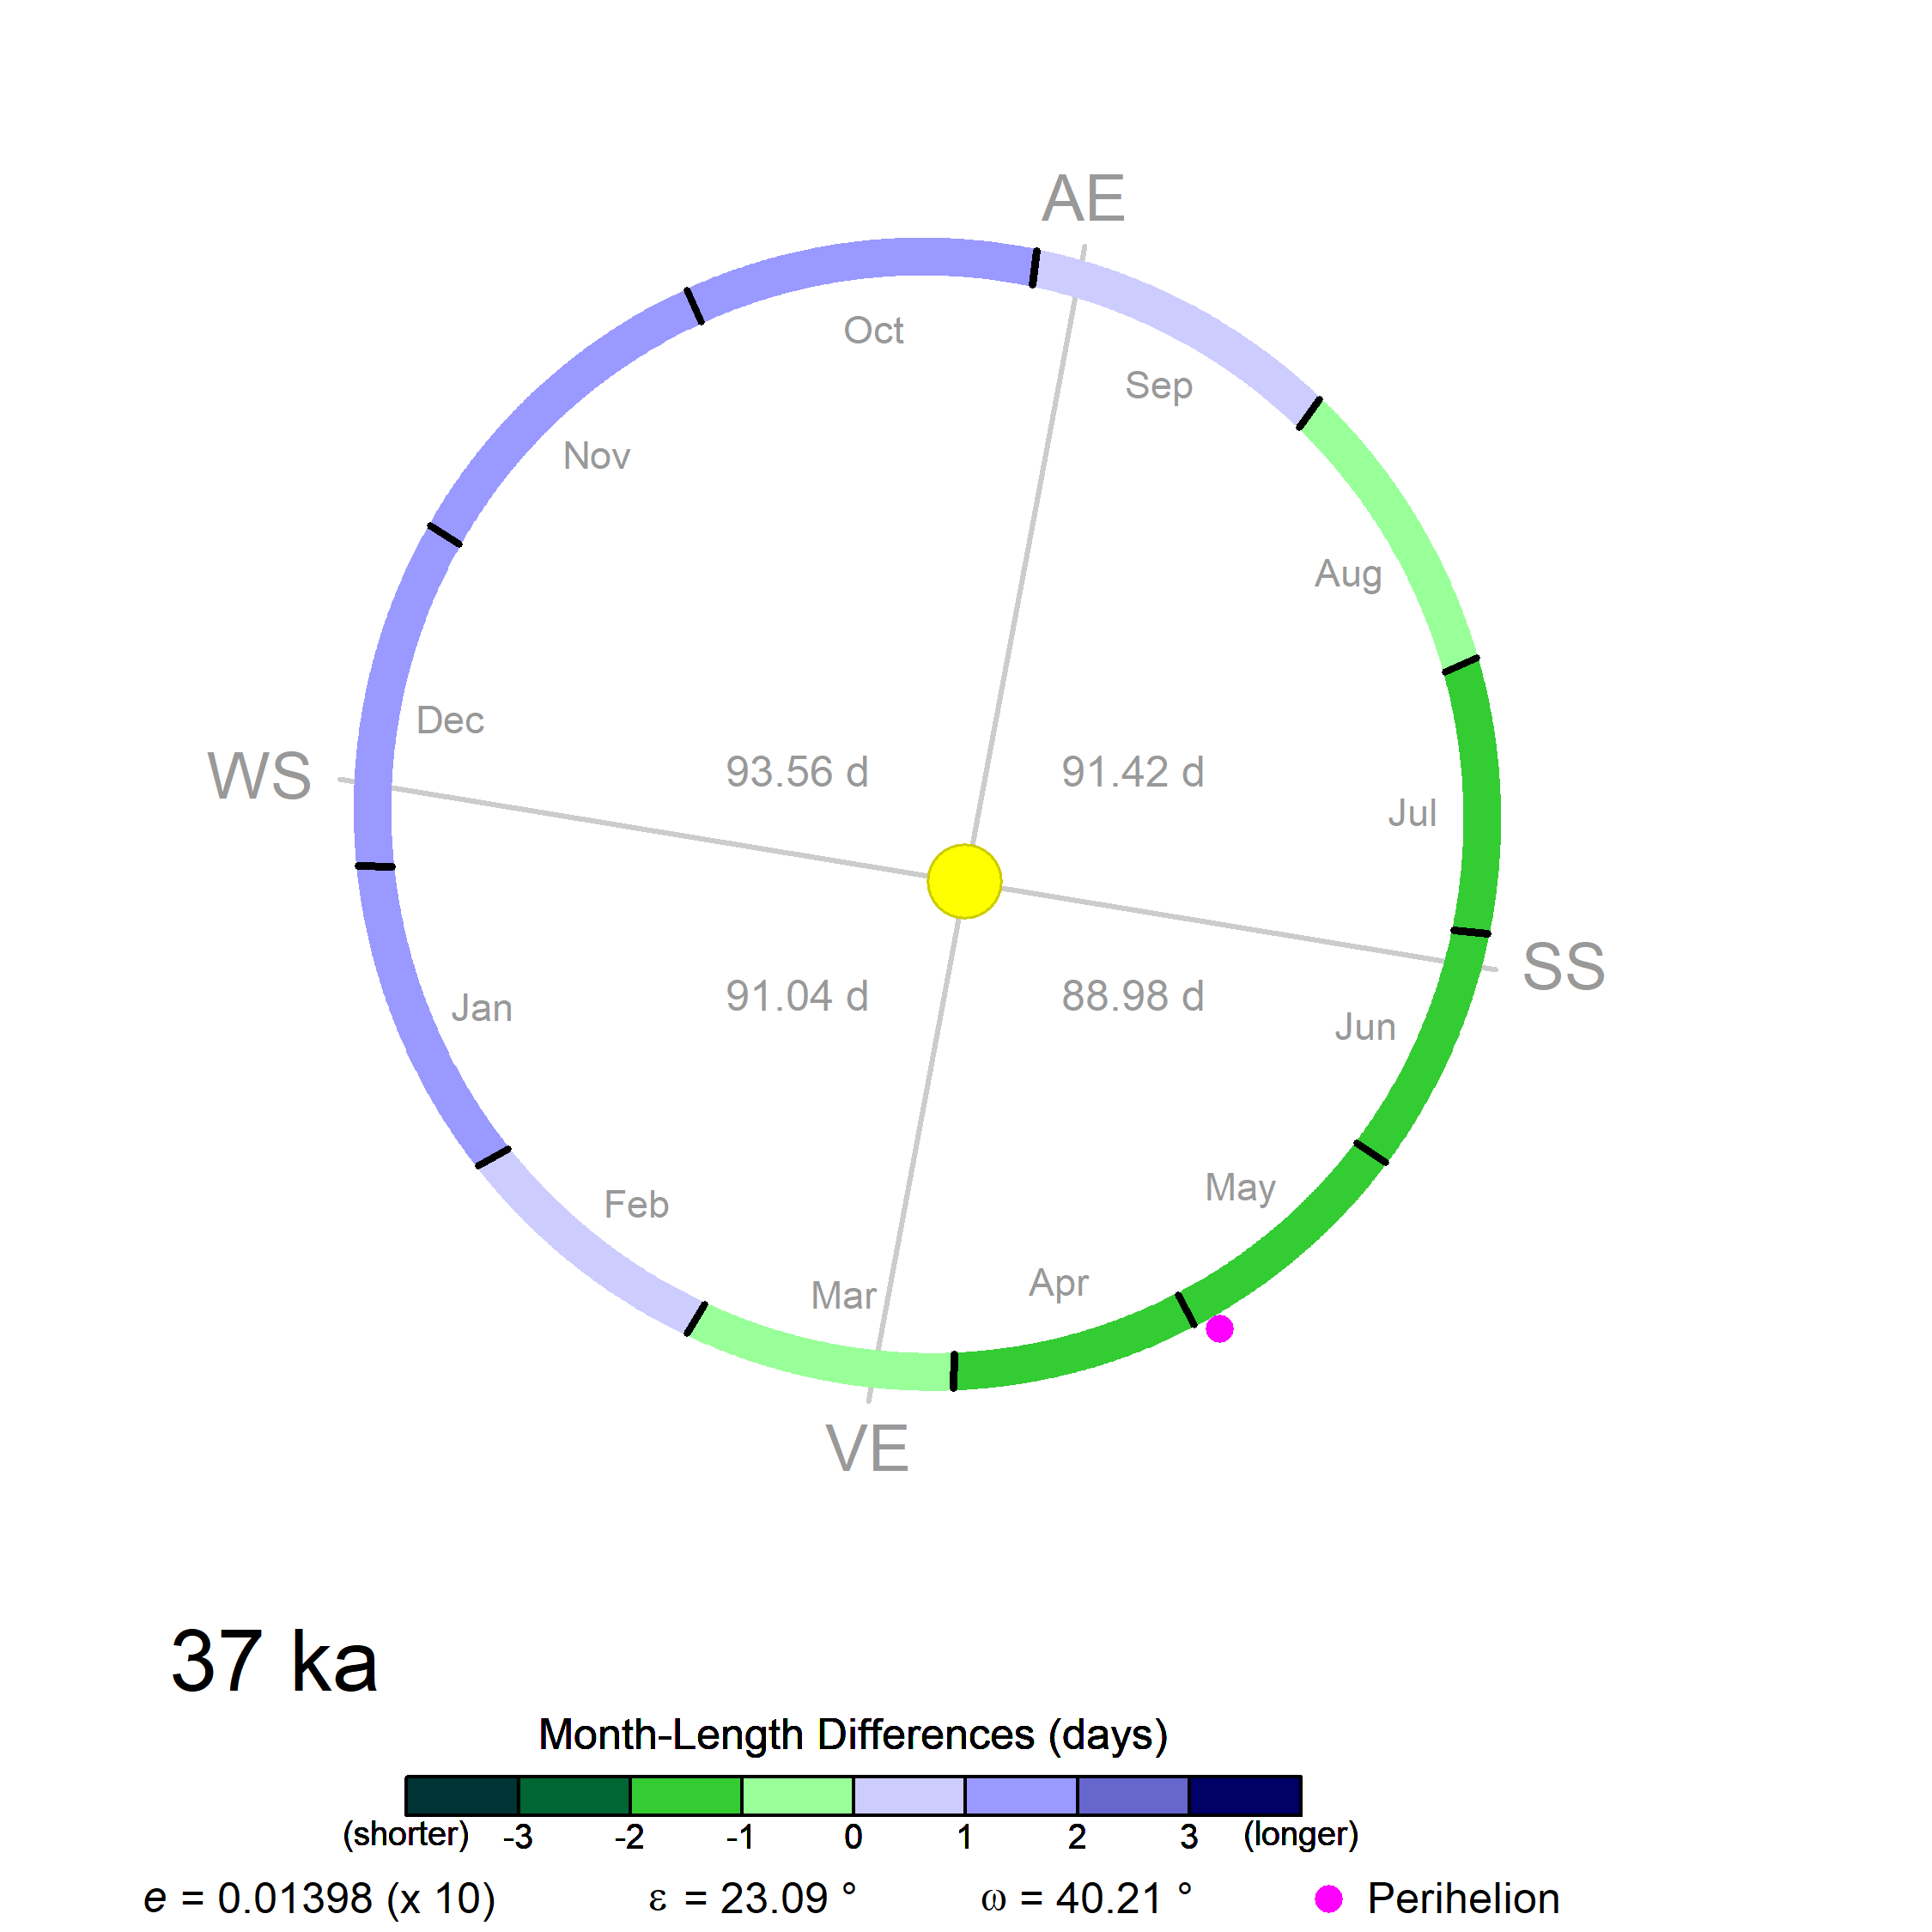 AE
Oct
Sep
Nov
Aug
Dec
WS
93.56 d
91.42 d
Jul
SS
91.04 d
88.98 d
Jan
Jun
May
Feb
Mar
Apr
VE
37 ka
Month-Length Differences (days)
(shorter) -3 -2 -1 0 1 2 3 (longer)
e = 0.01398 (x 10) ε = 23.09 ° ω = 40.21 ° Perihelion